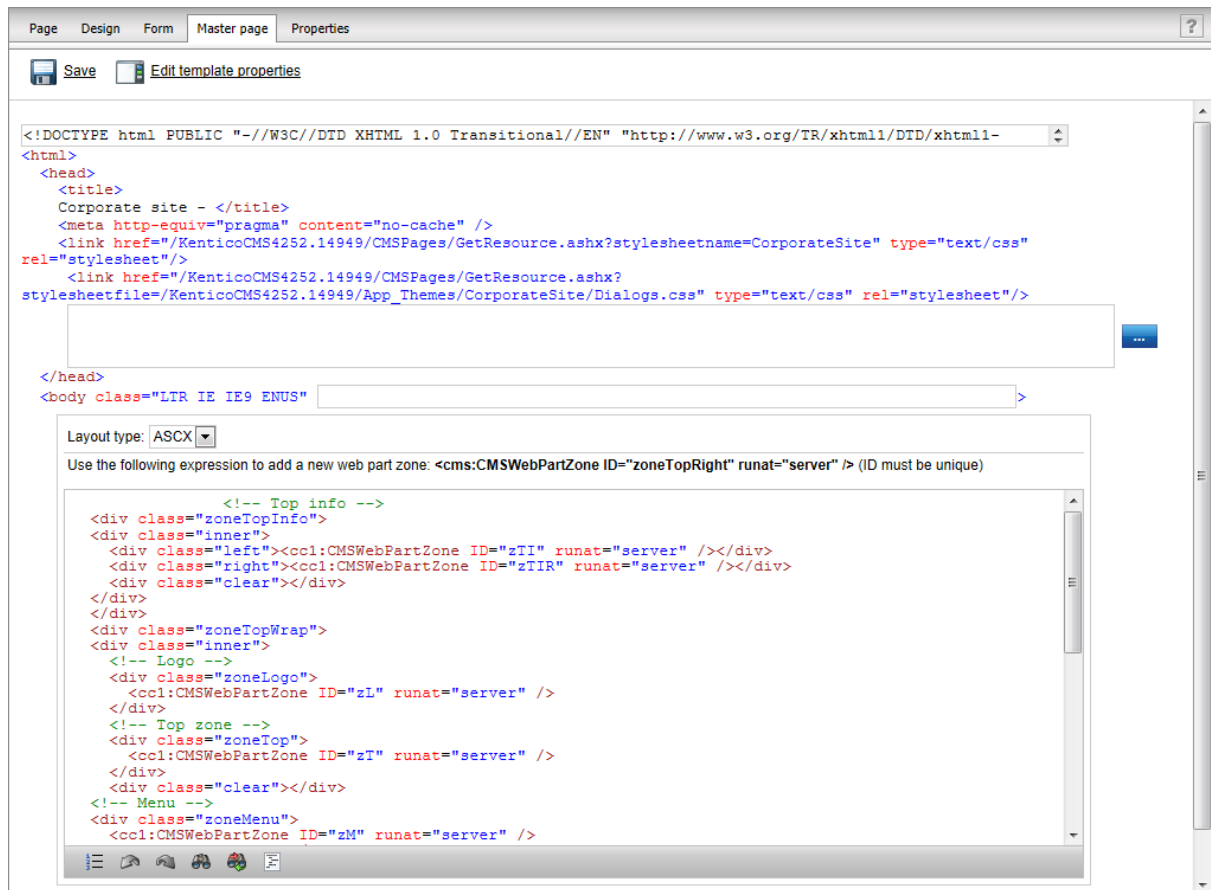 Page Design Form Master page Properties ?
Save Edit template properties
<!DOCTYPE html PUBLIC "-//W3C//DTD XHTML 1.0 Transitional//EN" "http://www.w3.org/TR/xhtml1/DTD/xhtml1-
<html>
<head>
<title>
Corporate site - </title>
<meta http-equiv="pragma" content="no-cache" />
<link href="/KenticoCMS4252.14949/CMSPages/GetResource.ashx?stylesheetname=CorporateSite" type="text/css"
rel="stylesheet"/>
<link href="/KenticoCMS4252.14949/CMSPages/GetResource.ashx?
stylesheetfile=/KenticoCMS4252.14949/App_Themes/CorporateSite/Dialogs.css" type="text/css" rel="stylesheet"/>
...
</head>
<body class="LTR IE IE9 ENUS" >
Layout type: ASCX
Use the following expression to add a new web part zone: <cms:CMSWebPartZone ID="zoneTopRight" runat="server" /> (ID must be unique)
<!-- Top info -->
<div class="zoneTopInfo">
<div class="inner">
<div class="left"><cc1:CMSWebPartZone ID="zTI" runat="server" /></div>
<div class="right"><cc1:CMSWebPartZone ID="zTIR" runat="server" /></div>
<div class="clear"></div>
</div>
</div>
<div class="zoneTopWrap">
<div class="inner">
<!-- Logo -->
<div class="zoneLogo">
<cc1:CMSWebPartZone ID="zL" runat="server" />
</div>
<!-- Top zone -->
<div class="zoneTop">
<cc1:CMSWebPartZone ID="zT" runat="server" />
</div>
<div class="clear"></div>
<!-- Menu -->
<div class="zoneMenu">
<cc1:CMSWebPartZone ID="zM" runat="server" />